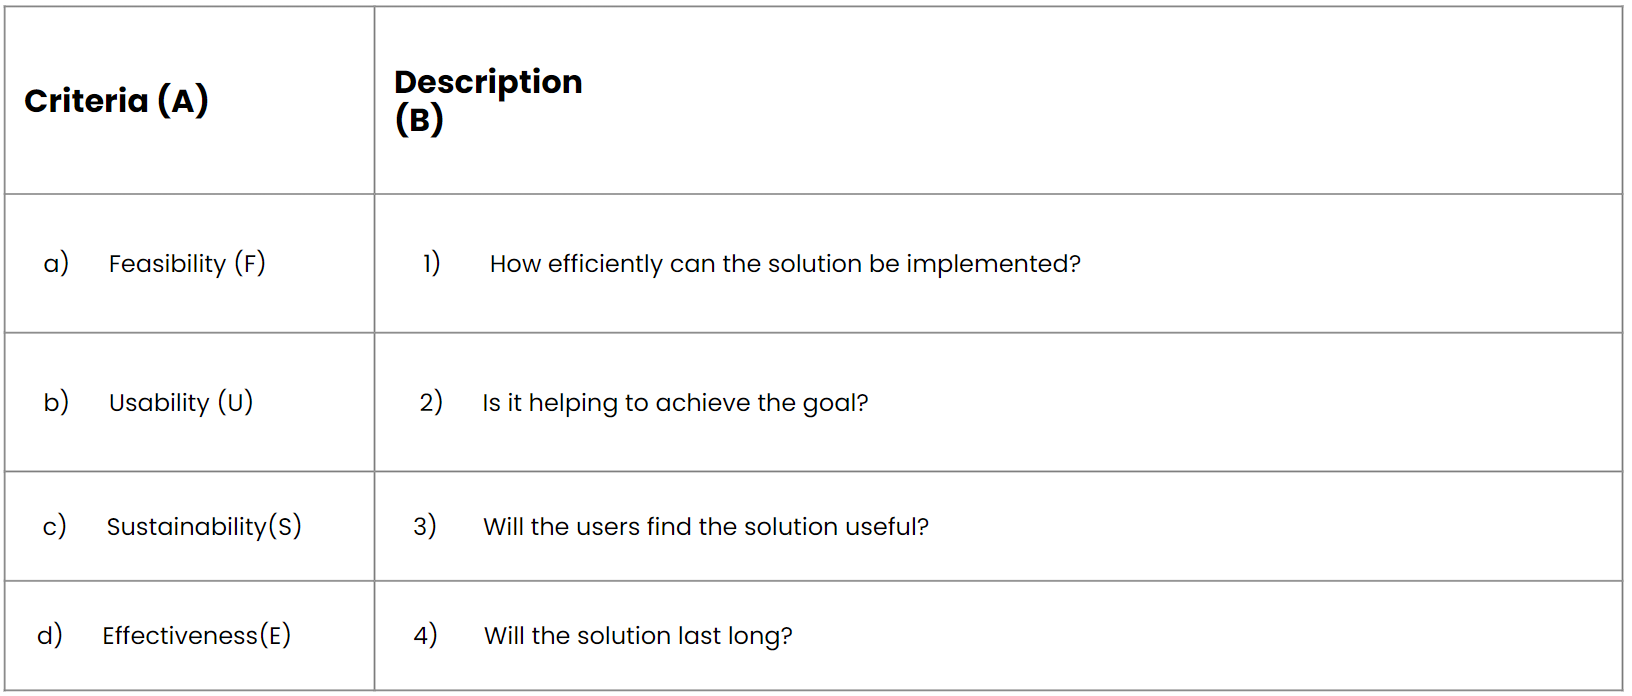 Criteria (A)
Description
(B)
a) Feasibility (F)
1) How efficiently can the solution be implemented?
b) Usability (U)
2) Is it helping to achieve the goal?
c) Sustainability(S)
3) Will the users find the solution useful?
d) Effectiveness(E)
4) Will the solution last long?